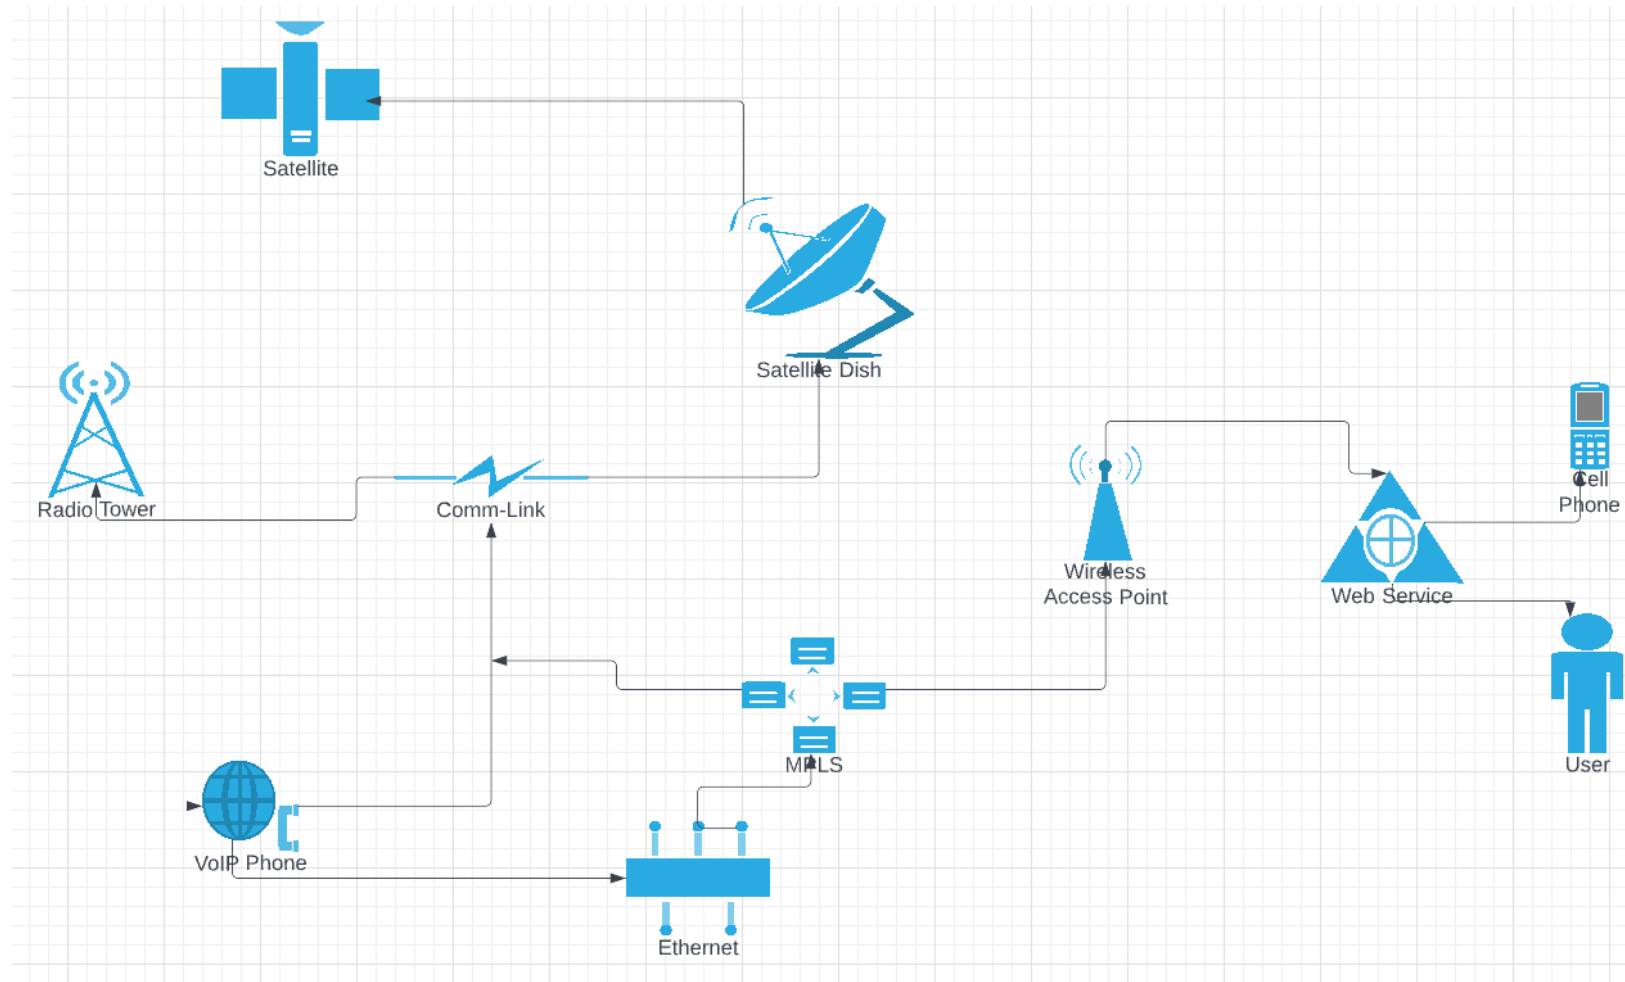 Satellite
Satellite Dish
Radio Tower
Comm-Link
Cell
Phone
Wireless
Access Point
Web Service
MPLS
User
VoIP Phone
Ethernet